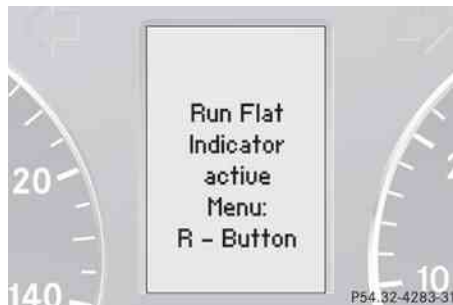 Run Flat
Indicator
active
Menu:
R – Button
20
140
10
P54.32-4283-31